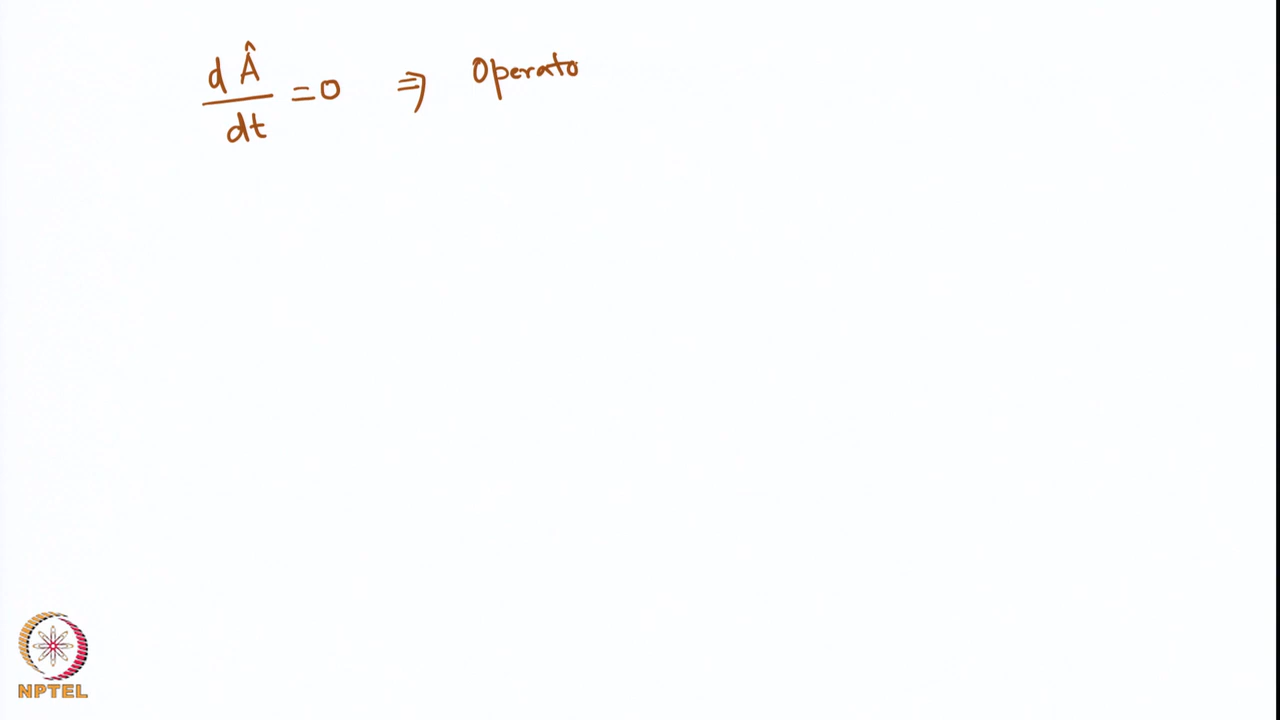 dÂ/dt = 0 ⇒ Operato
NPTEL